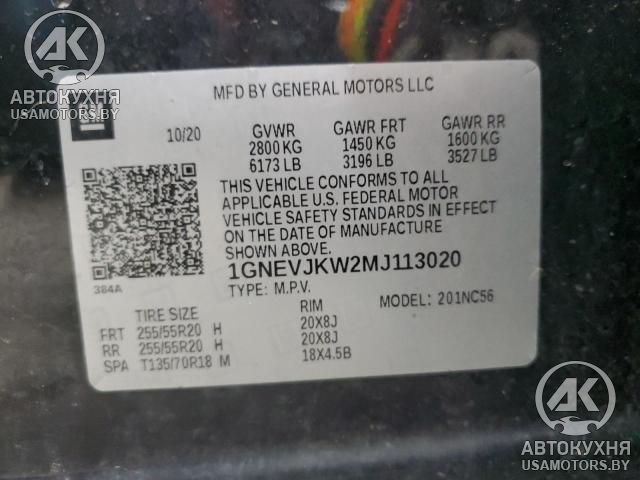 АВТОКУХНЯ
USAMOTORS.BY
GM
MFD BY GENERAL MOTORS LLC
10/20 GVWR GAWR FRT GAWR RR
2800 KG 1450 KG 1600 KG
6173 LB 3196 LB 3527 LB
THIS VEHICLE CONFORMS TO ALL
APPLICABLE U.S. FEDERAL MOTOR
VEHICLE SAFETY STANDARDS IN EFFECT
ON THE DATE OF MANUFACTURE
SHOWN ABOVE.
384A 1GNEVJKW2MJ113020
TYPE: M.P.V. MODEL: 201NC56
TIRE SIZE RIM
FRT 255/55R20 H 20X8J
RR 255/55R20 H 20X8J
SPA T135/70R18 M 18X4.5B
АВТОКУХНЯ
USAMOTORS.BY